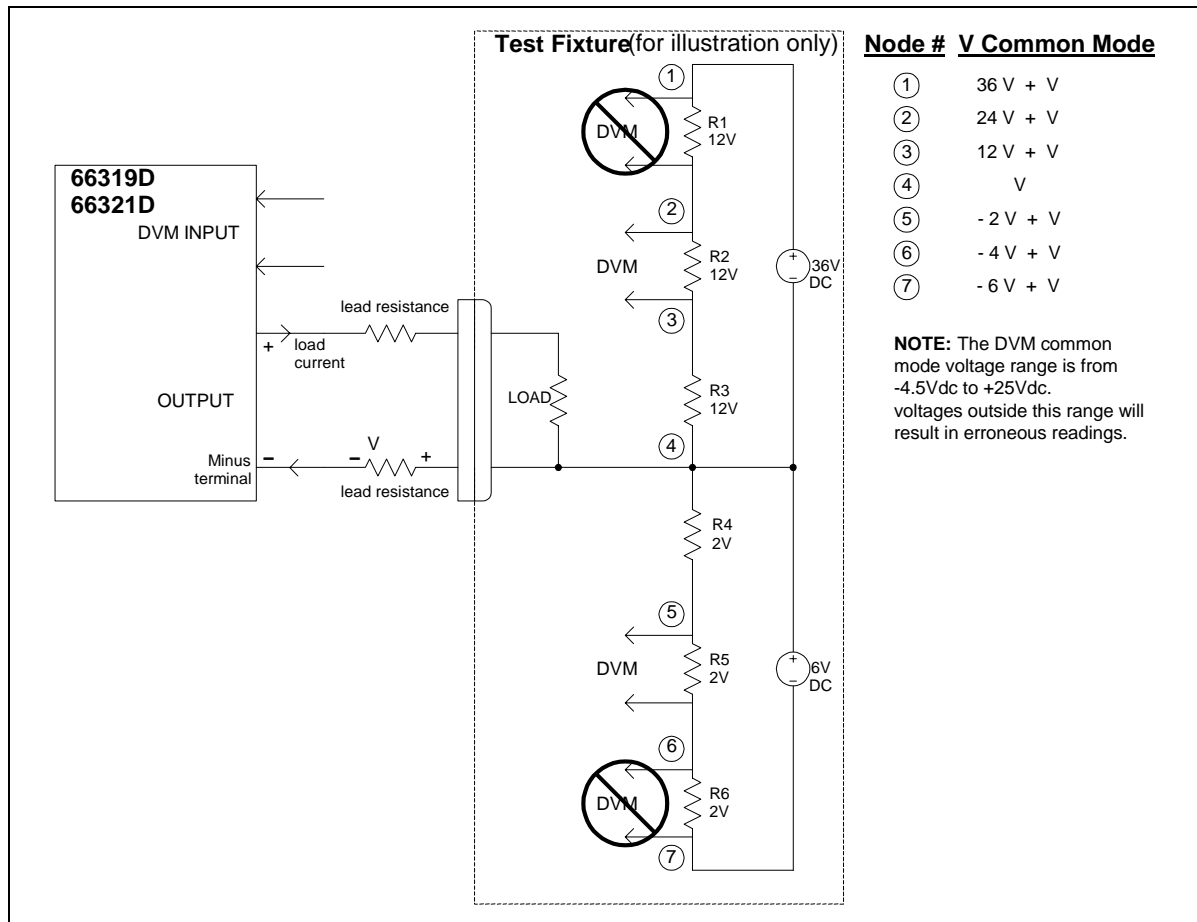 Test Fixture(for illustration only)
Node # V Common Mode
1 36 V + V
2 24 V + V
3 12 V + V
4 V
5 - 2 V + V
6 - 4 V + V
7 - 6 V + V
NOTE: The DVM common
mode voltage range is from
-4.5Vdc to +25Vdc.
voltages outside this range will
result in erroneous readings.
66319D
66321D
DVM INPUT
OUTPUT
Minus
terminal
+
load
current
lead resistance
−
− V +
lead resistance
LOAD
1
DVM
R1
12V
2
DVM
R2
12V
3
R3
12V
4
+
−
36V
DC
R4
2V
5
DVM
R5
2V
6
DVM
R6
2V
7
+
−
6V
DC